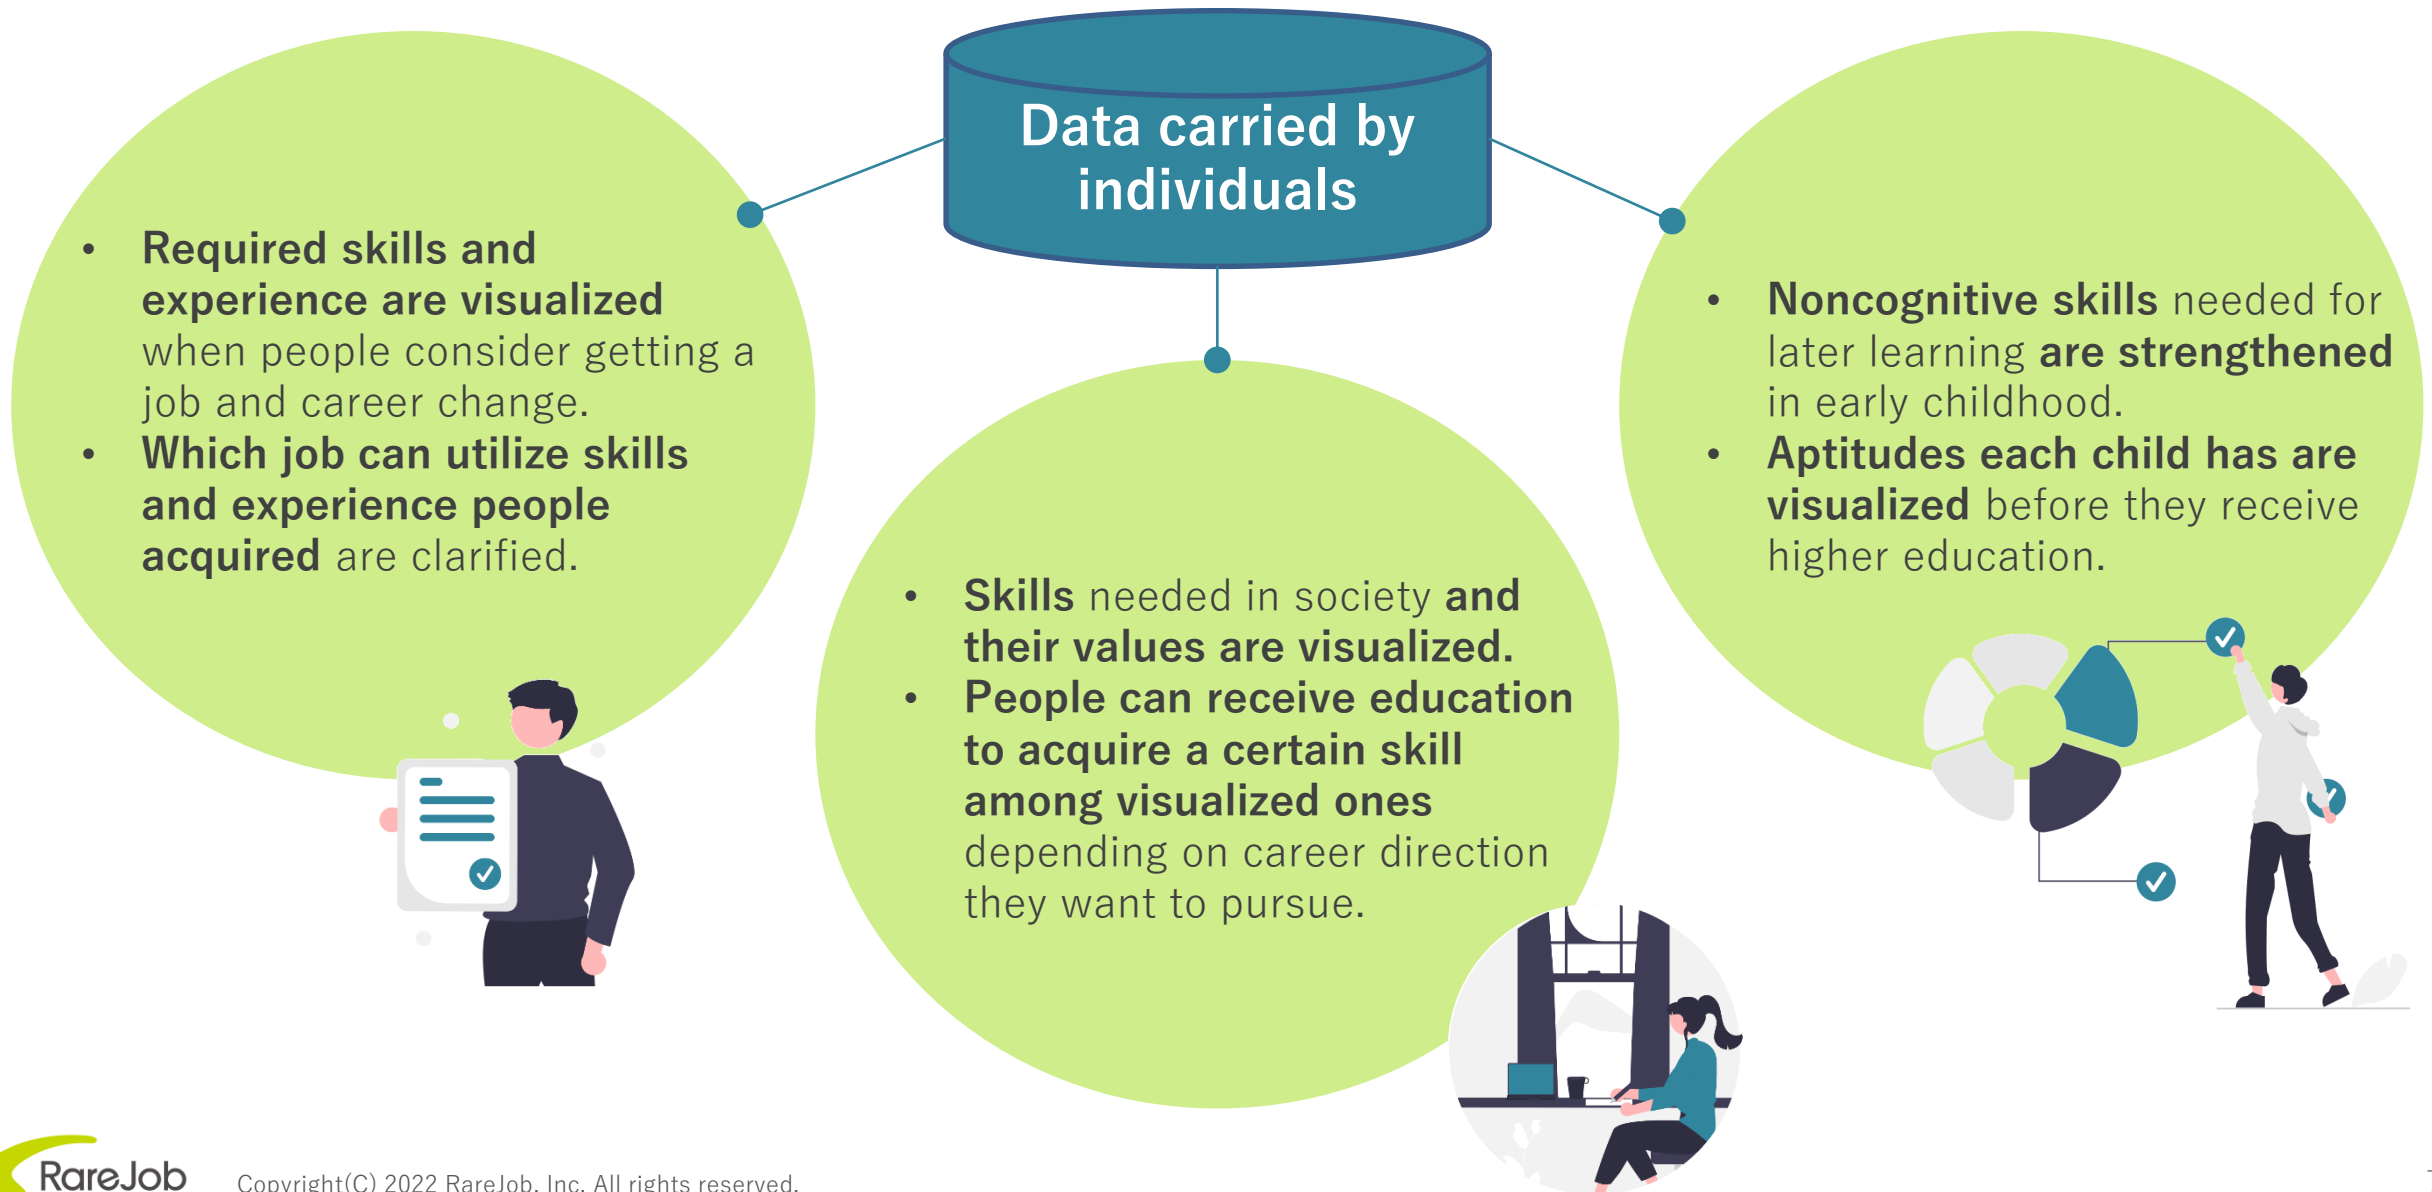 Data carried by
individuals
• Required skills and
experience are visualized
when people consider getting a
job and career change.
• Which job can utilize skills
and experience people
acquired are clarified.
• Skills needed in society and
their values are visualized.
• People can receive education
to acquire a certain skill
among visualized ones
depending on career direction
they want to pursue.
• Noncognitive skills needed for
later learning are strengthened
in early childhood.
• Aptitudes each child has are
visualized before they receive
higher education.
RareJob
Copyright(C) 2022 RareJob, Inc. All rights reserved.